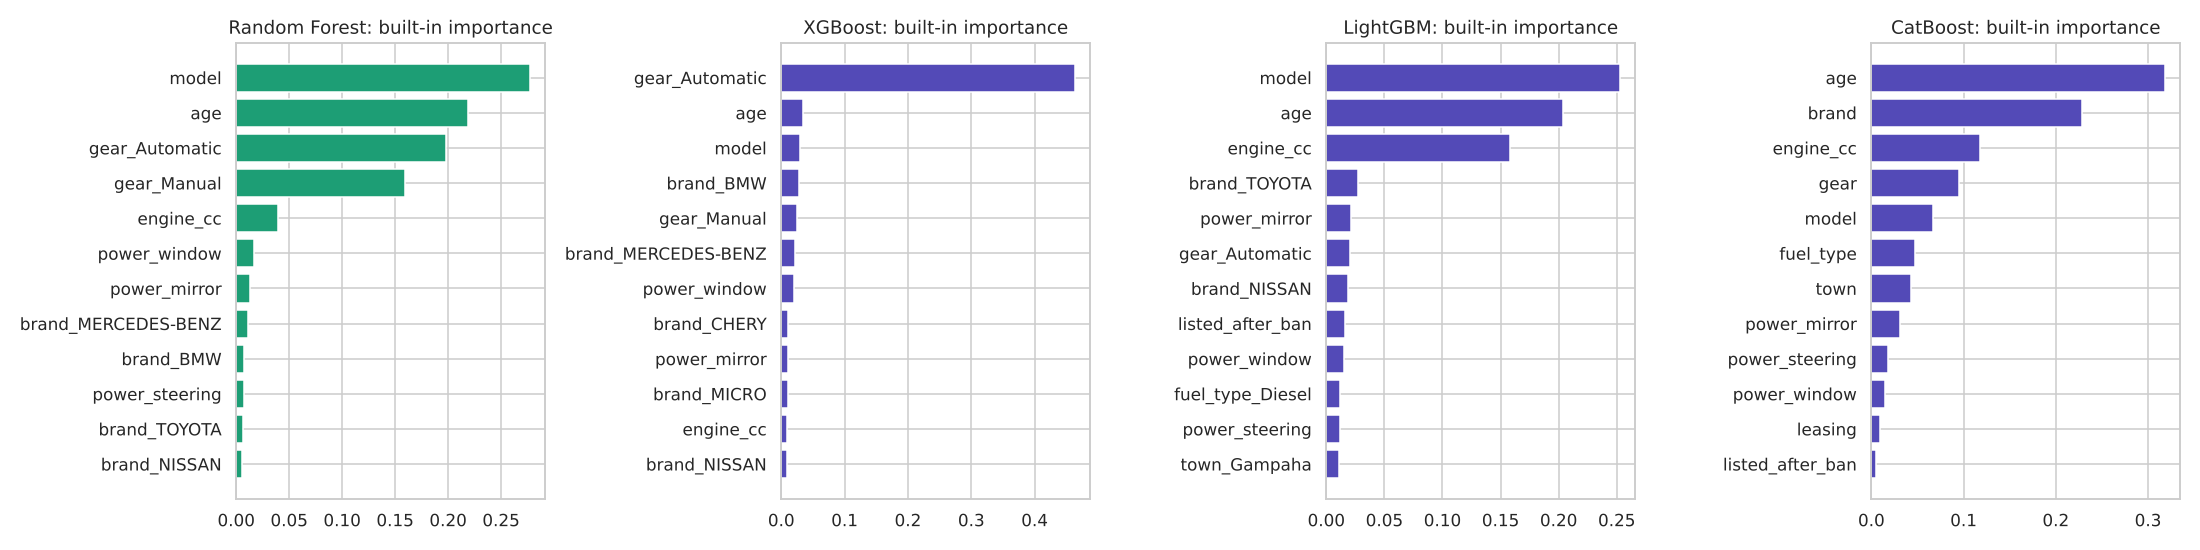 Random Forest: built-in importance
model
age
gear_Automatic
gear_Manual
engine_cc
power_window
power_mirror
brand_MERCEDES-BENZ
brand_BMW
power_steering
brand_TOYOTA
brand_NISSAN
0.00 0.05 0.10 0.15 0.20 0.25
XGBoost: built-in importance
gear_Automatic
age
model
brand_BMW
gear_Manual
brand_MERCEDES-BENZ
power_window
brand_CHERY
power_mirror
brand_MICRO
engine_cc
brand_NISSAN
0.0 0.1 0.2 0.3 0.4
LightGBM: built-in importance
model
age
engine_cc
brand_TOYOTA
power_mirror
gear_Automatic
brand_NISSAN
listed_after_ban
power_window
fuel_type_Diesel
power_steering
town_Gampaha
0.00 0.05 0.10 0.15 0.20 0.25
CatBoost: built-in importance
age
brand
engine_cc
gear
model
fuel_type
town
power_mirror
power_steering
power_window
leasing
listed_after_ban
0.0 0.1 0.2 0.3